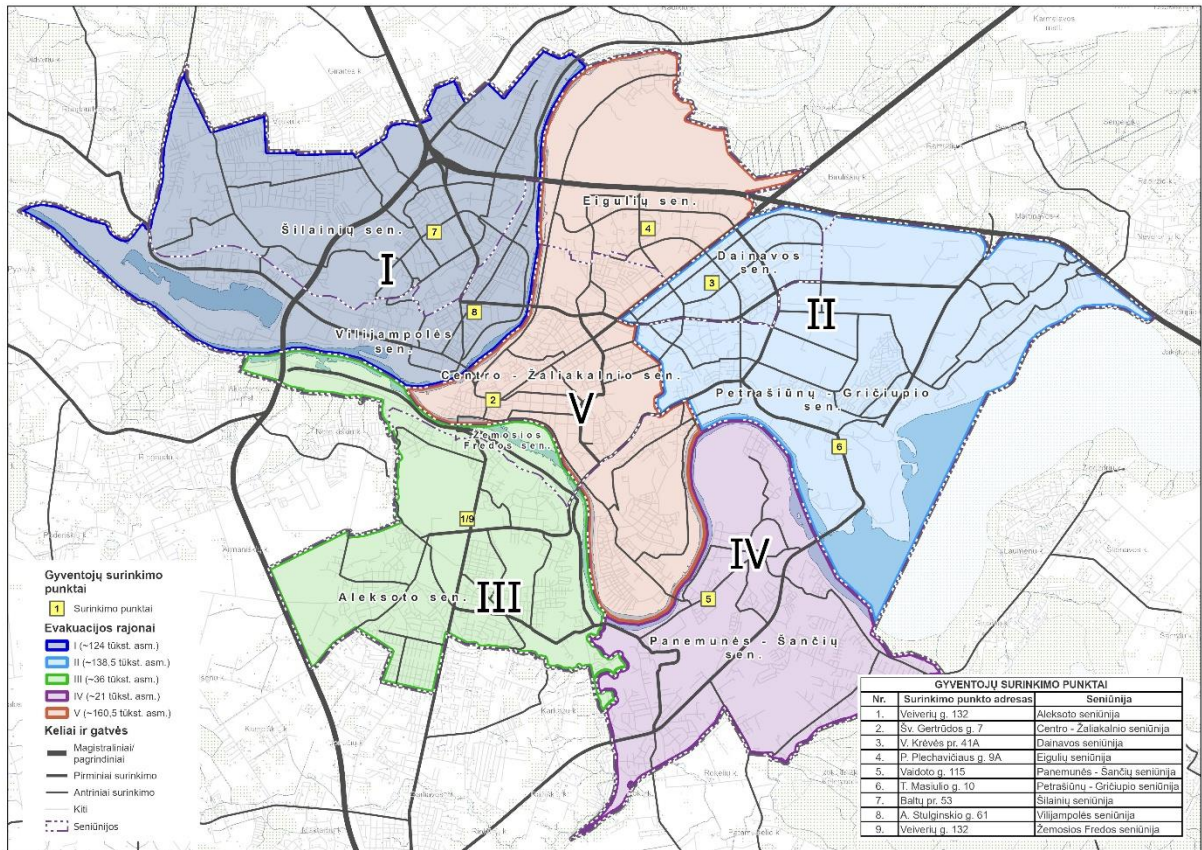 Eigulių sen.
4
Šilainių sen.
7
I
Dainavos
sen.
3
II
8
Vilijampolės
sen.
Centro - Žaliakalnio sen.
2
V
Petrašiūnų - Gričiupio
sen.
6
Žemosios
Fredos sen.
1/9
IV
Aleksoto sen.
III
5
Panemunės - Šančių
sen.
Gyventojų surinkimo
punktai
1 Surinkimo punktai
Evakuacijos rajonai
I (~124 tūkst. asm.)
II (~138,5 tūkst. asm.)
III (~36 tūkst. asm.)
IV (~21 tūkst. asm.)
V (~160,5 tūkst. asm.)
Keliai ir gatvės
Magistraliniai/
pagrindiniai
Pirminiai surinkimo
Antriniai surinkimo
Kiti
Seniūnijos
GYVENTOJŲ SURINKIMO PUNKTAI
Nr. Surinkimo punkto adresas Seniūnija
1. Veiverių g. 132 Aleksoto seniūnija
2. Šv. Gertrūdos g. 7 Centro - Žaliakalnio seniūnija
3. V. Krėvės pr. 41A Dainavos seniūnija
4. P. Plechavičiaus g. 9A Eigulių seniūnija
5. Vaidoto g. 115 Panemunės - Šančių seniūnija
6. T. Masiulio g. 10 Petrašiūnų - Gričiupio seniūnija
7. Baltų pr. 53 Šilainių seniūnija
8. A. Stulginskio g. 61 Vilijampolės seniūnija
9. Veiverių g. 132 Žemosios Fredos seniūnija